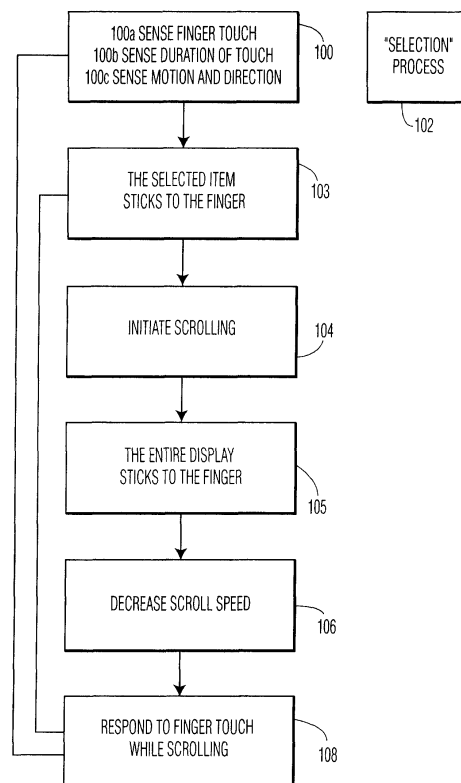 100a SENSE FINGER TOUCH
100b SENSE DURATION OF TOUCH
100c SENSE MOTION AND DIRECTION
100
"SELECTION"
PROCESS
102
THE SELECTED ITEM
STICKS TO THE FINGER
103
INITIATE SCROLLING
104
THE ENTIRE DISPLAY
STICKS TO THE FINGER
105
DECREASE SCROLL SPEED
106
RESPOND TO FINGER TOUCH
WHILE SCROLLING
108